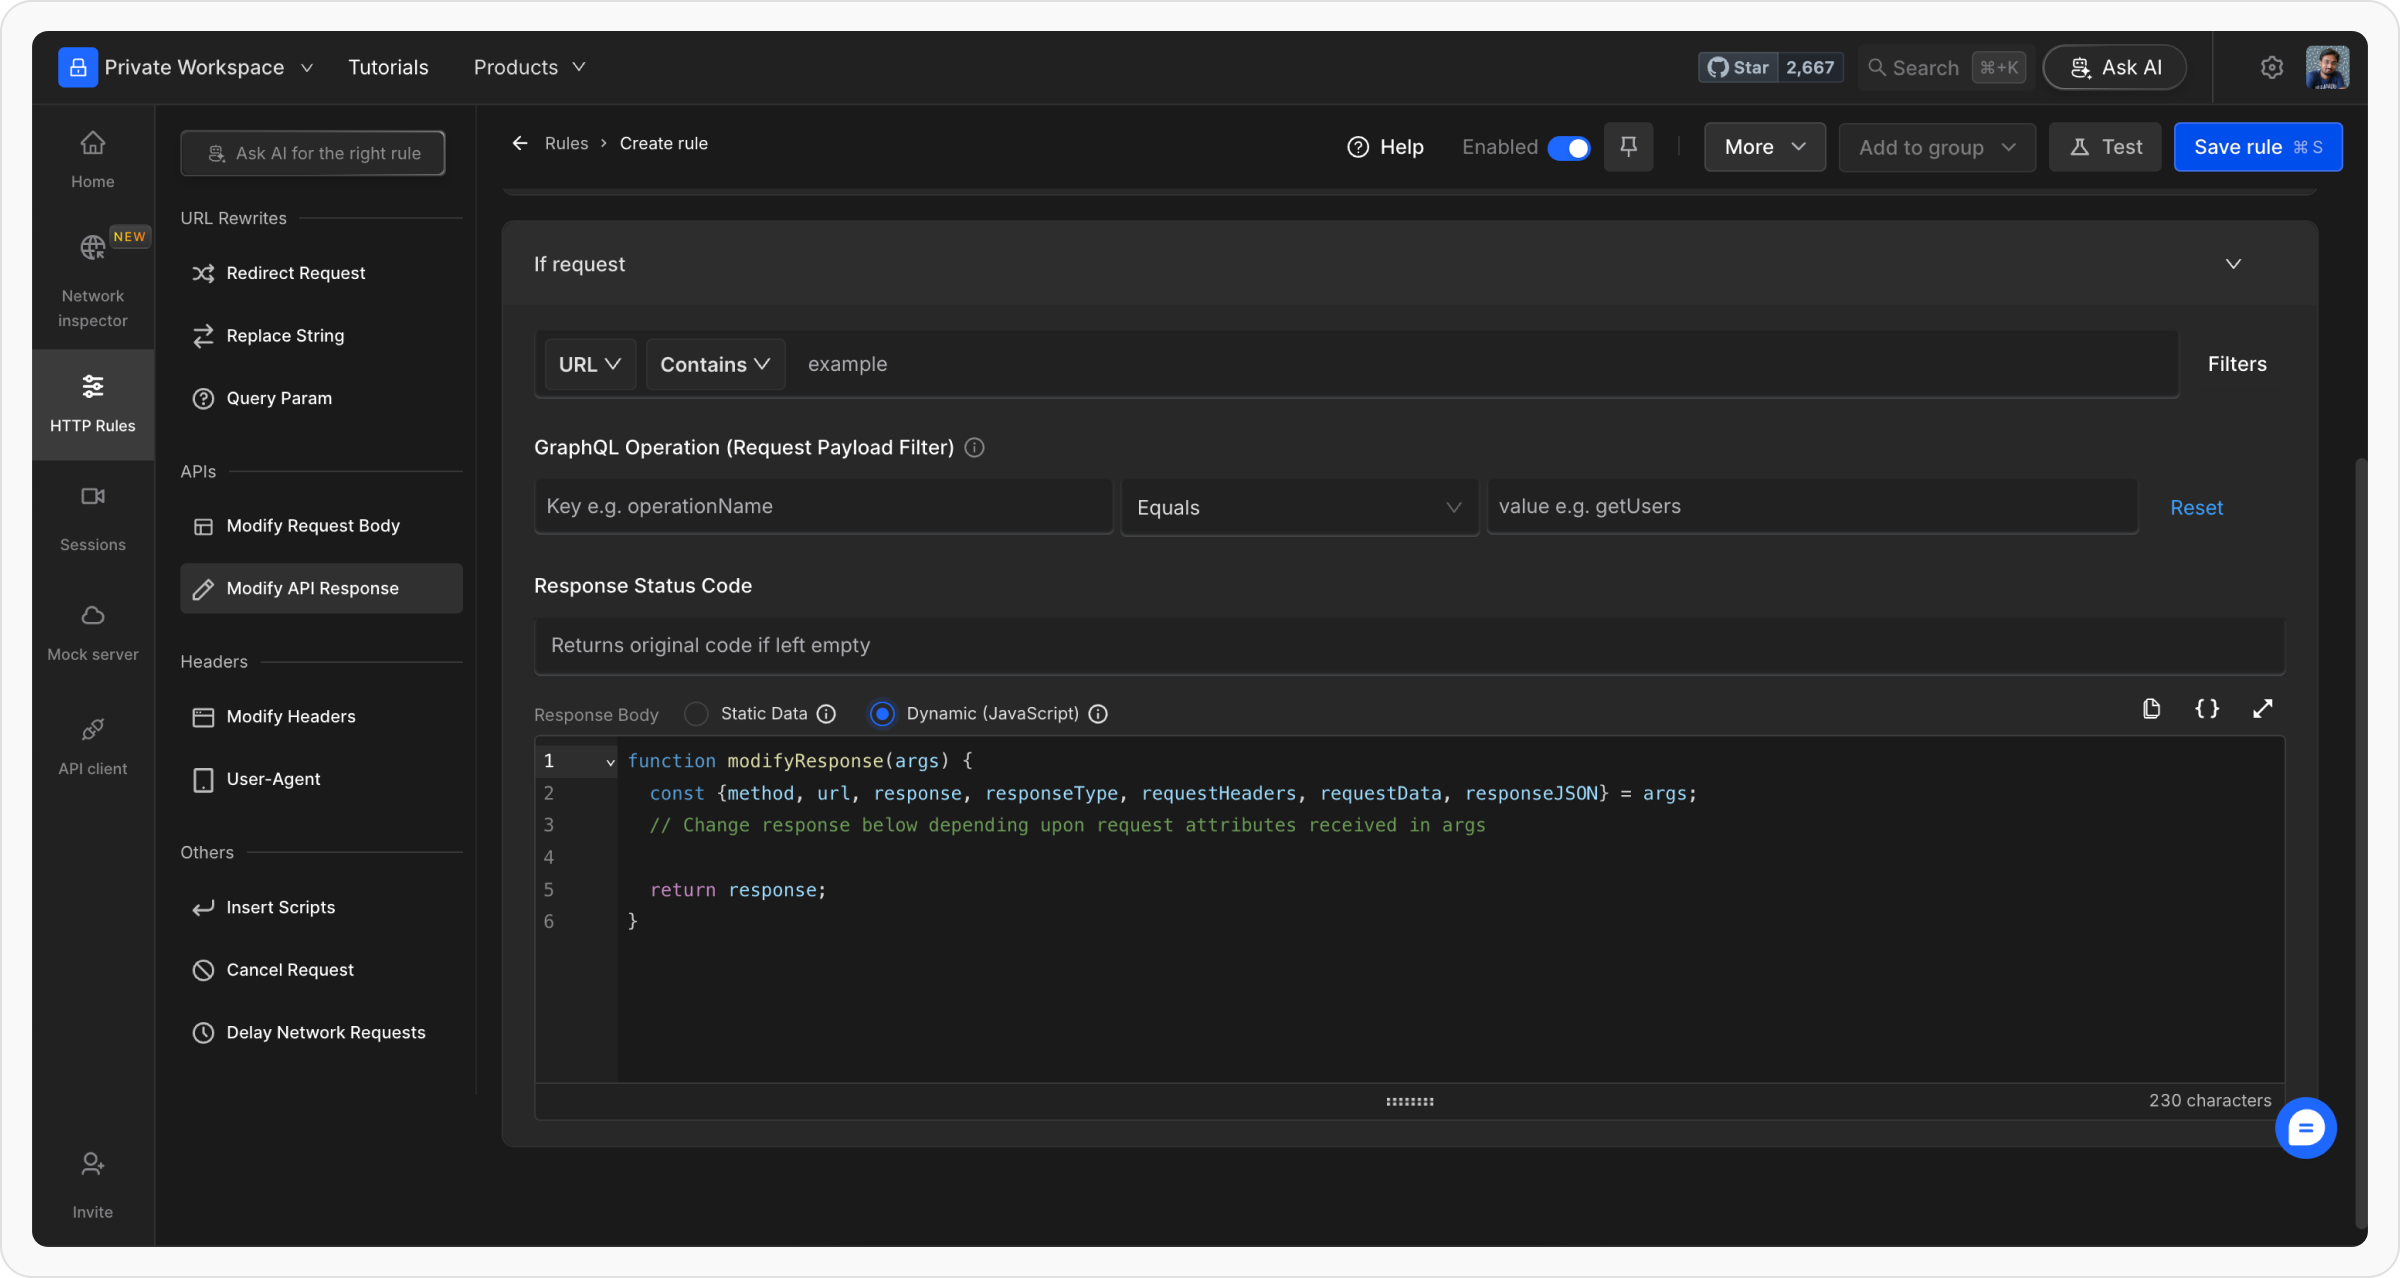 Private Workspace
Tutorials
Products
Star 2,667
Search ⌘+K
Ask AI
Home
NEW
Network
inspector
HTTP Rules
Sessions
Mock server
API client
Invite
Ask AI for the right rule
URL Rewrites
Redirect Request
Replace String
Query Param
APIs
Modify Request Body
Modify API Response
Headers
Modify Headers
User-Agent
Others
Insert Scripts
Cancel Request
Delay Network Requests
Rules > Create rule
Help
Enabled
More
Add to group
Test
Save rule ⌘ S
If request
URL
Contains
example
Filters
GraphQL Operation (Request Payload Filter)
Key e.g. operationName
Equals
value e.g. getUsers
Reset
Response Status Code
Returns original code if left empty
Response Body
Static Data
Dynamic (JavaScript)
{}
1 function modifyResponse(args) {
2 const {method, url, response, responseType, requestHeaders, requestData, responseJSON} = args;
3 // Change response below depending upon request attributes received in args
4
5 return response;
6 }
230 characters